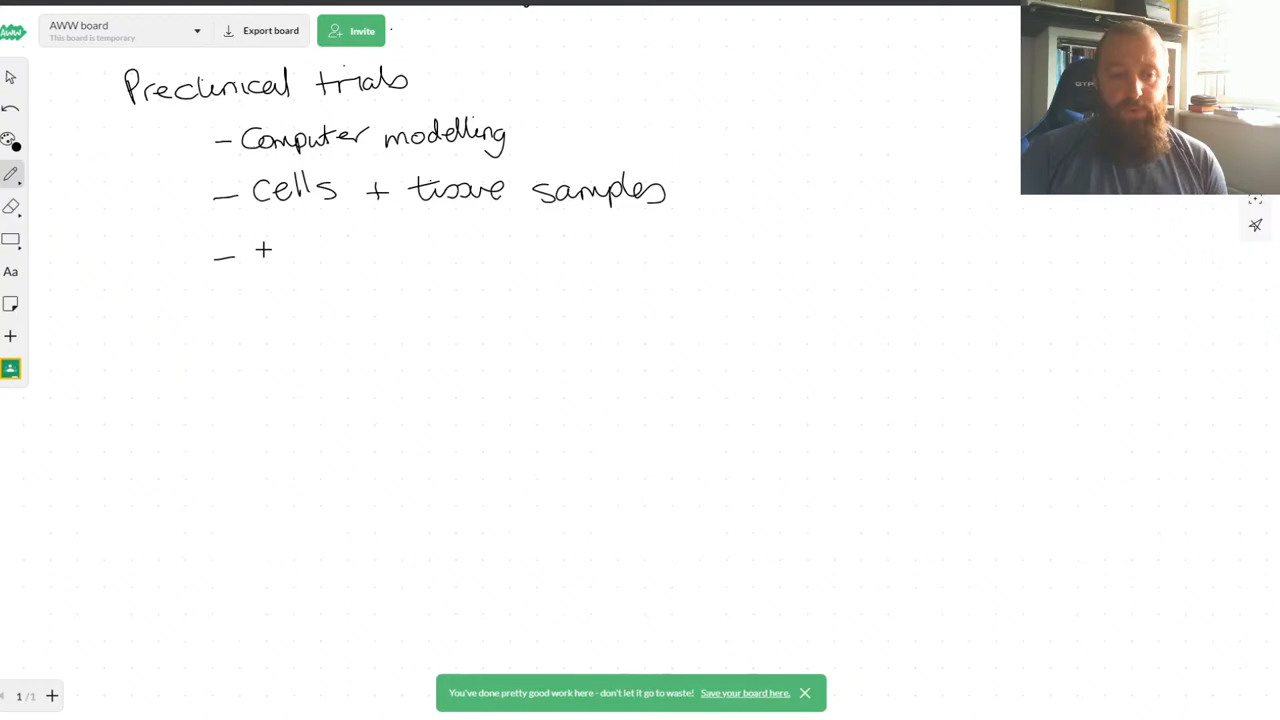 AWW board
This board is temporary
Export board
Invite
Preclinical trials
- Computer modelling
- cells + tissue samples
- +
Aa
1/1
You've done pretty good work here - don't let it go to waste! Save your board here.